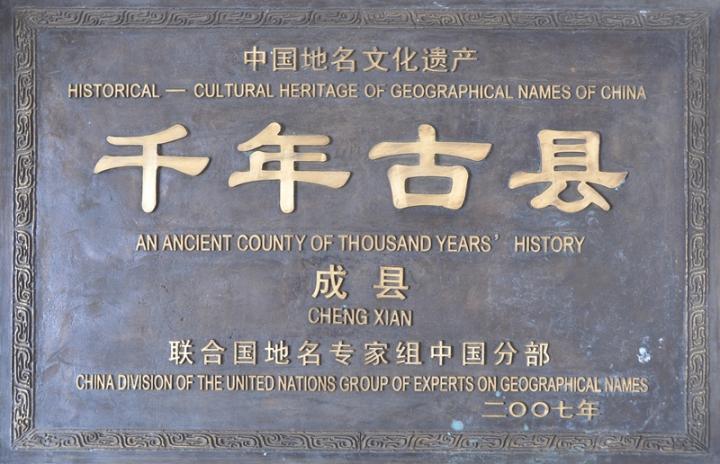 中国地名文化遗产
HISTORICAL — CULTURAL HERITAGE OF GEOGRAPHICAL NAMES OF CHINA
千年古县
AN ANCIENT COUNTY OF THOUSAND YEARS' HISTORY
成县
CHENG XIAN
联合国地名专家组中国分部
CHINA DIVISION OF THE UNITED NATIONS GROUP OF EXPERTS ON GEOGRAPHICAL NAMES
二〇〇七年